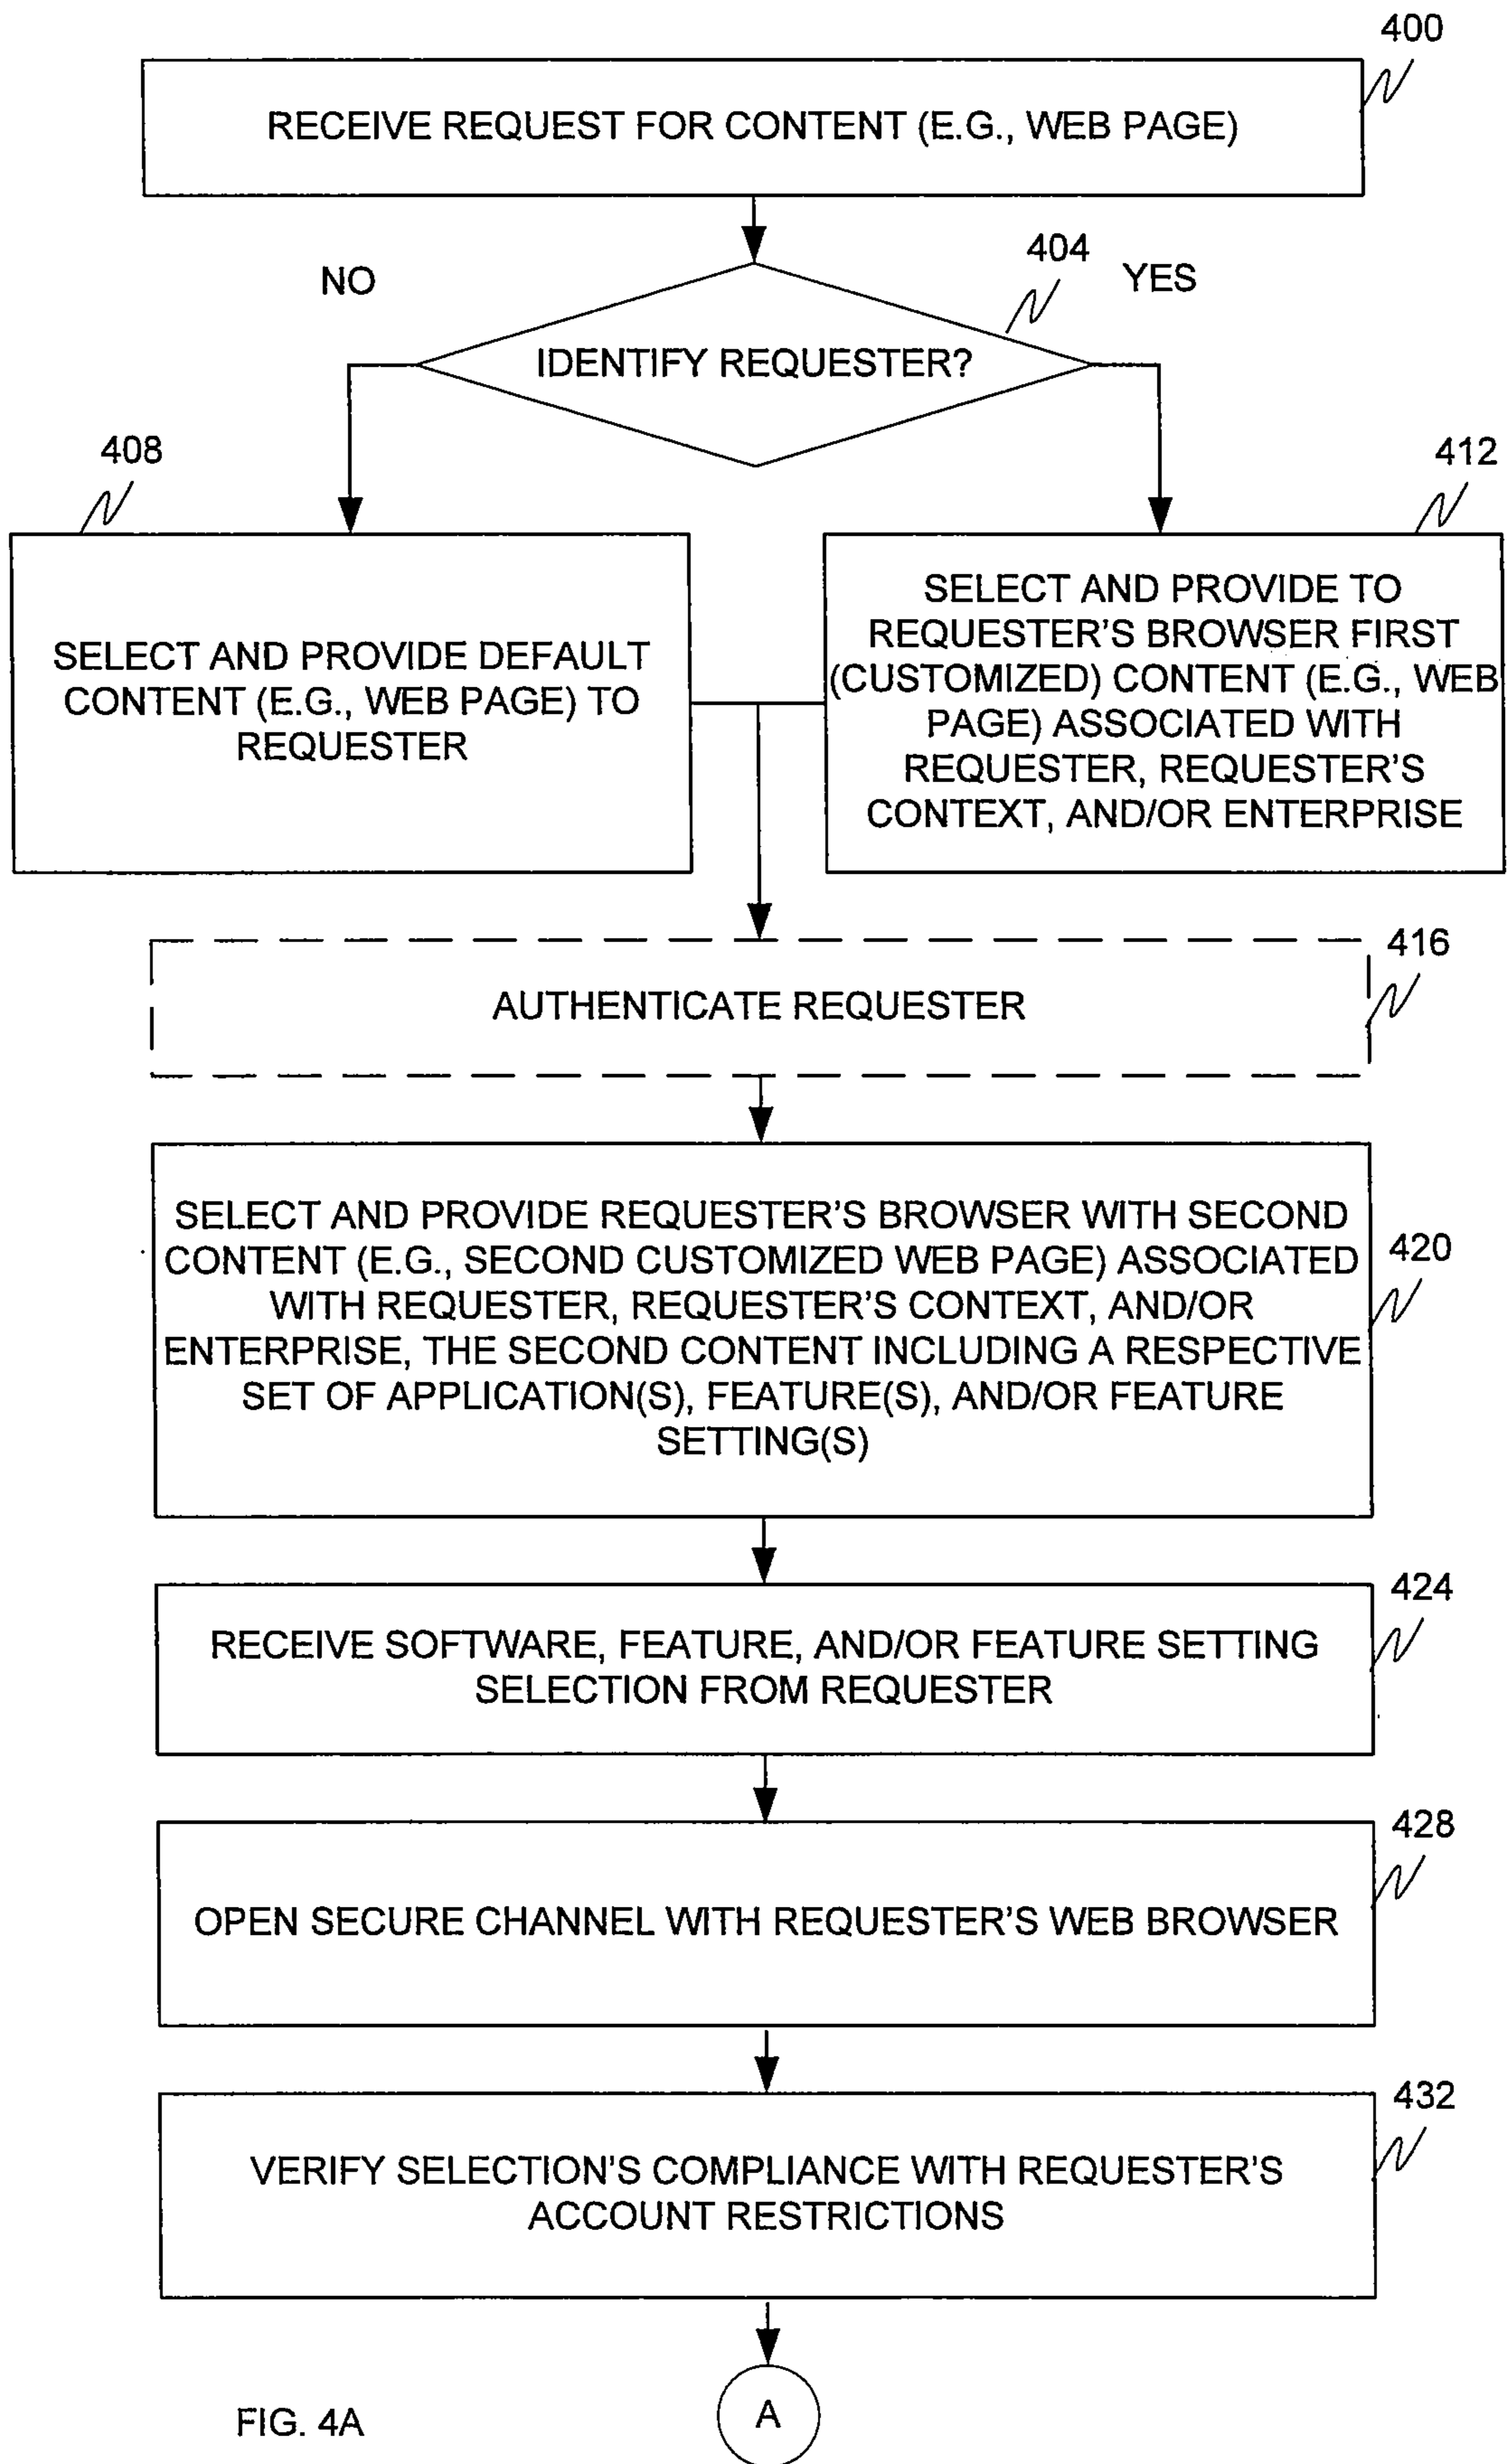 400
RECEIVE REQUEST FOR CONTENT (E.G., WEB PAGE)
404
NO
YES
IDENTIFY REQUESTER?
408
412
SELECT AND PROVIDE DEFAULT
CONTENT (E.G., WEB PAGE) TO
REQUESTER
SELECT AND PROVIDE TO
REQUESTER'S BROWSER FIRST
(CUSTOMIZED) CONTENT (E.G., WEB
PAGE) ASSOCIATED WITH
REQUESTER, REQUESTER'S
CONTEXT, AND/OR ENTERPRISE
416
AUTHENTICATE REQUESTER
SELECT AND PROVIDE REQUESTER'S BROWSER WITH SECOND
CONTENT (E.G., SECOND CUSTOMIZED WEB PAGE) ASSOCIATED
WITH REQUESTER, REQUESTER'S CONTEXT, AND/OR
ENTERPRISE, THE SECOND CONTENT INCLUDING A RESPECTIVE
SET OF APPLICATION(S), FEATURE(S), AND/OR FEATURE
SETTING(S)
420
424
RECEIVE SOFTWARE, FEATURE, AND/OR FEATURE SETTING
SELECTION FROM REQUESTER
428
OPEN SECURE CHANNEL WITH REQUESTER'S WEB BROWSER
432
VERIFY SELECTION'S COMPLIANCE WITH REQUESTER'S
ACCOUNT RESTRICTIONS
A
FIG. 4A